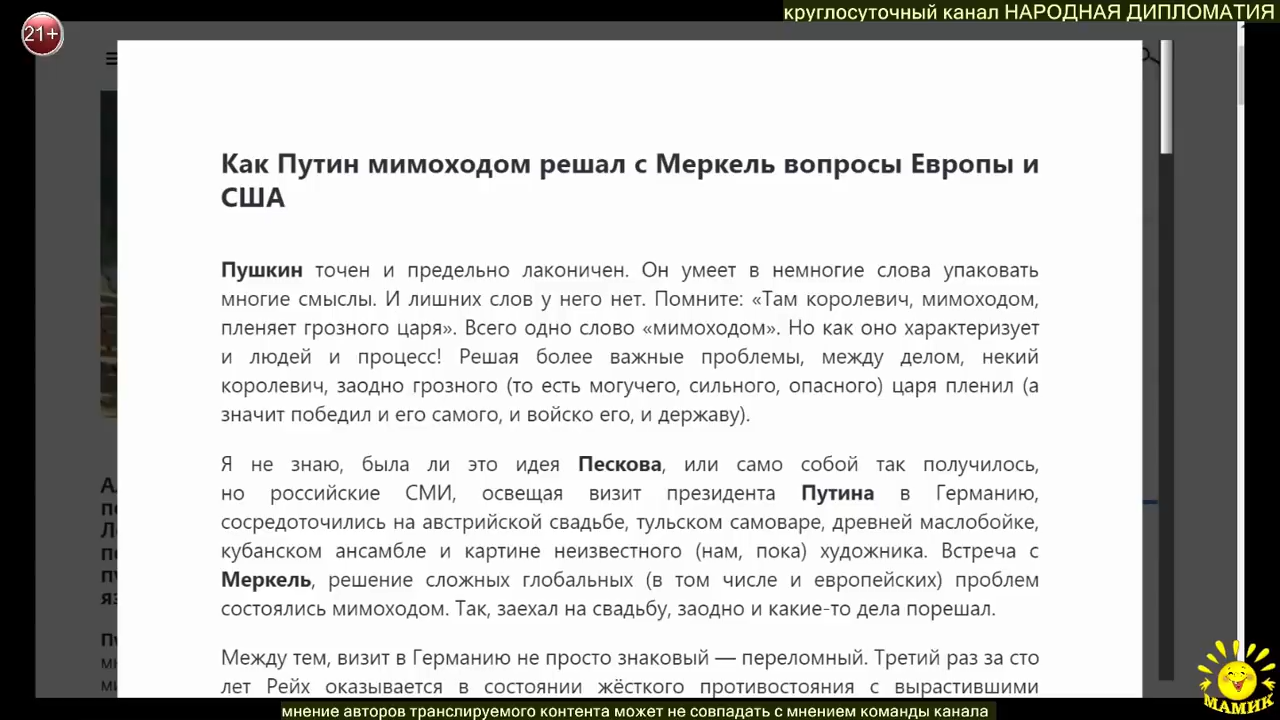 круглосуточный канал НАРОДНАЯ ДИПЛОМАТИЯ
21+
Как Путин мимоходом решал с Меркель вопросы Европы и
США
Пушкин точен и предельно лаконичен. Он умеет в немногие слова упаковать
многие смыслы. И лишних слов у него нет. Помните: «Там королевич, мимоходом,
пленяет грозного царя». Всего одно слово «мимоходом». Но как оно характеризует
и людей и процесс! Решая более важные проблемы, между делом, некий
королевич, заодно грозного (то есть могучего, сильного, опасного) царя пленил (а
значит победил и его самого, и войско его, и державу).
Я не знаю, была ли это идея Пескова, или само собой так получилось,
но российские СМИ, освещая визит президента Путина в Германию,
сосредоточились на австрийской свадьбе, тульском самоваре, древней маслобойке,
кубанском ансамбле и картине неизвестного (нам, пока) художника. Встреча с
Меркель, решение сложных глобальных (в том числе и европейских) проблем
состоялись мимоходом. Так, заехал на свадьбу, заодно и какие-то дела порешал.
Между тем, визит в Германию не просто знаковый — переломный. Третий раз за сто
лет Рейх оказывается в состоянии жёсткого противостояния с вырастившими
МАМИК
мнение авторов транслируемого контента может не совпадать с мнением команды канала